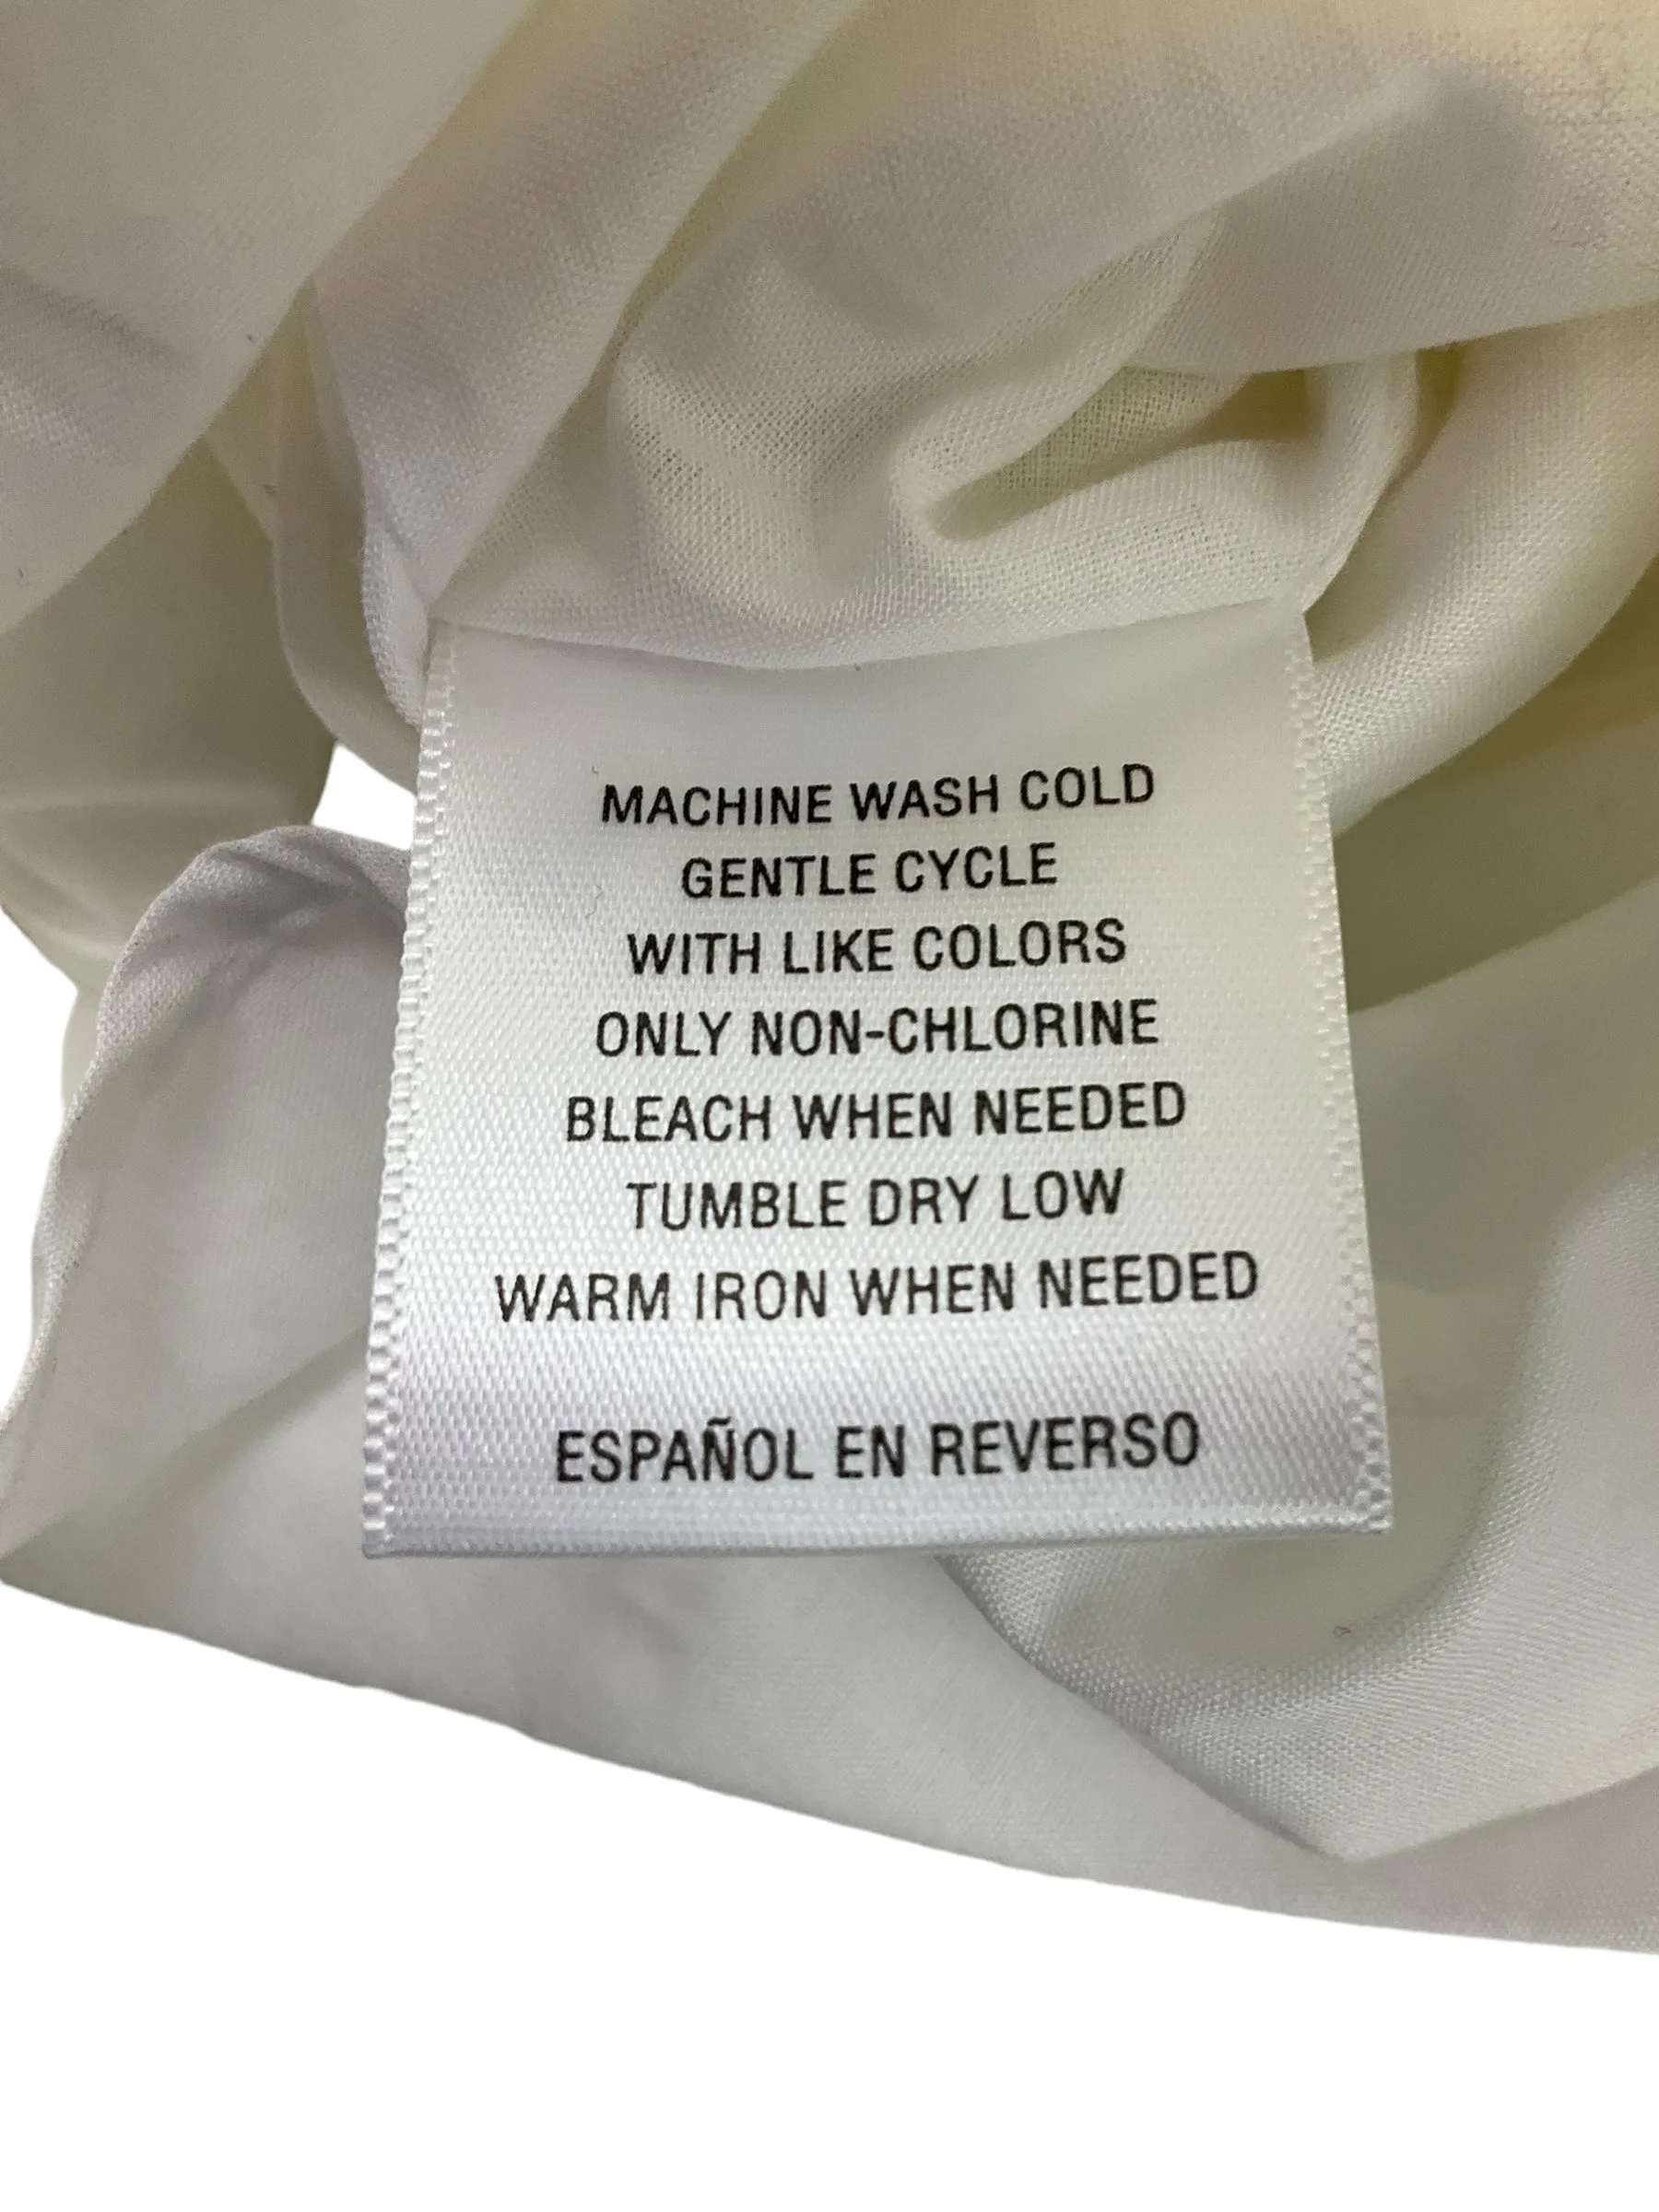 MACHINE WASH COLD
GENTLE CYCLE
WITH LIKE COLORS
ONLY NON-CHLORINE
BLEACH WHEN NEEDED
TUMBLE DRY LOW
WARM IRON WHEN NEEDED
ESPAÑOL EN REVERSO